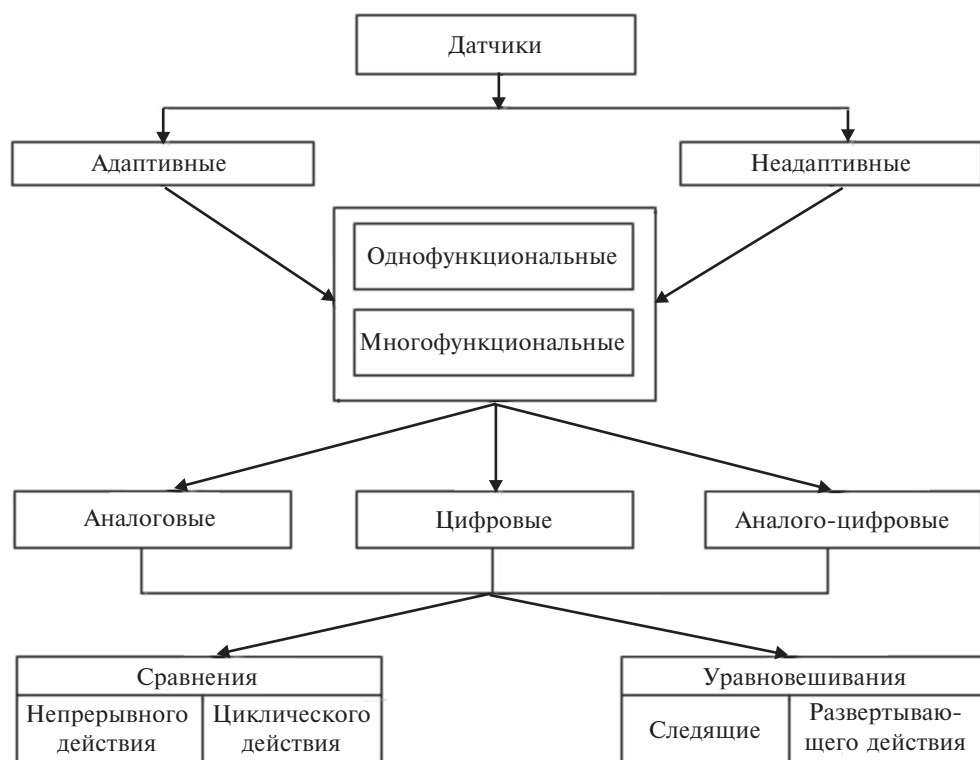 Датчики
Адаптивные
Неадаптивные
Однофункциональные
Многофункциональные
Аналоговые
Цифровые
Аналого-цифровые
Сравнения
Непрерывного
действия
Циклического
действия
Уравновешивания
Следящие
Развертываю-
щего действия